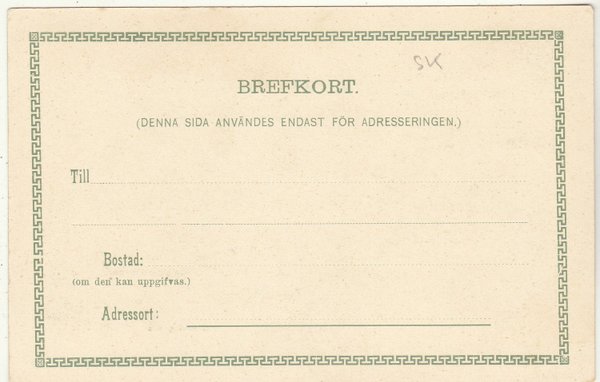 SK
BREFKORT.
(DENNA SIDA ANVÄNDES ENDAST FÖR ADRESSERINGEN.)
Till
Bostad:
(om den kan uppgifvas.)
Adressort: